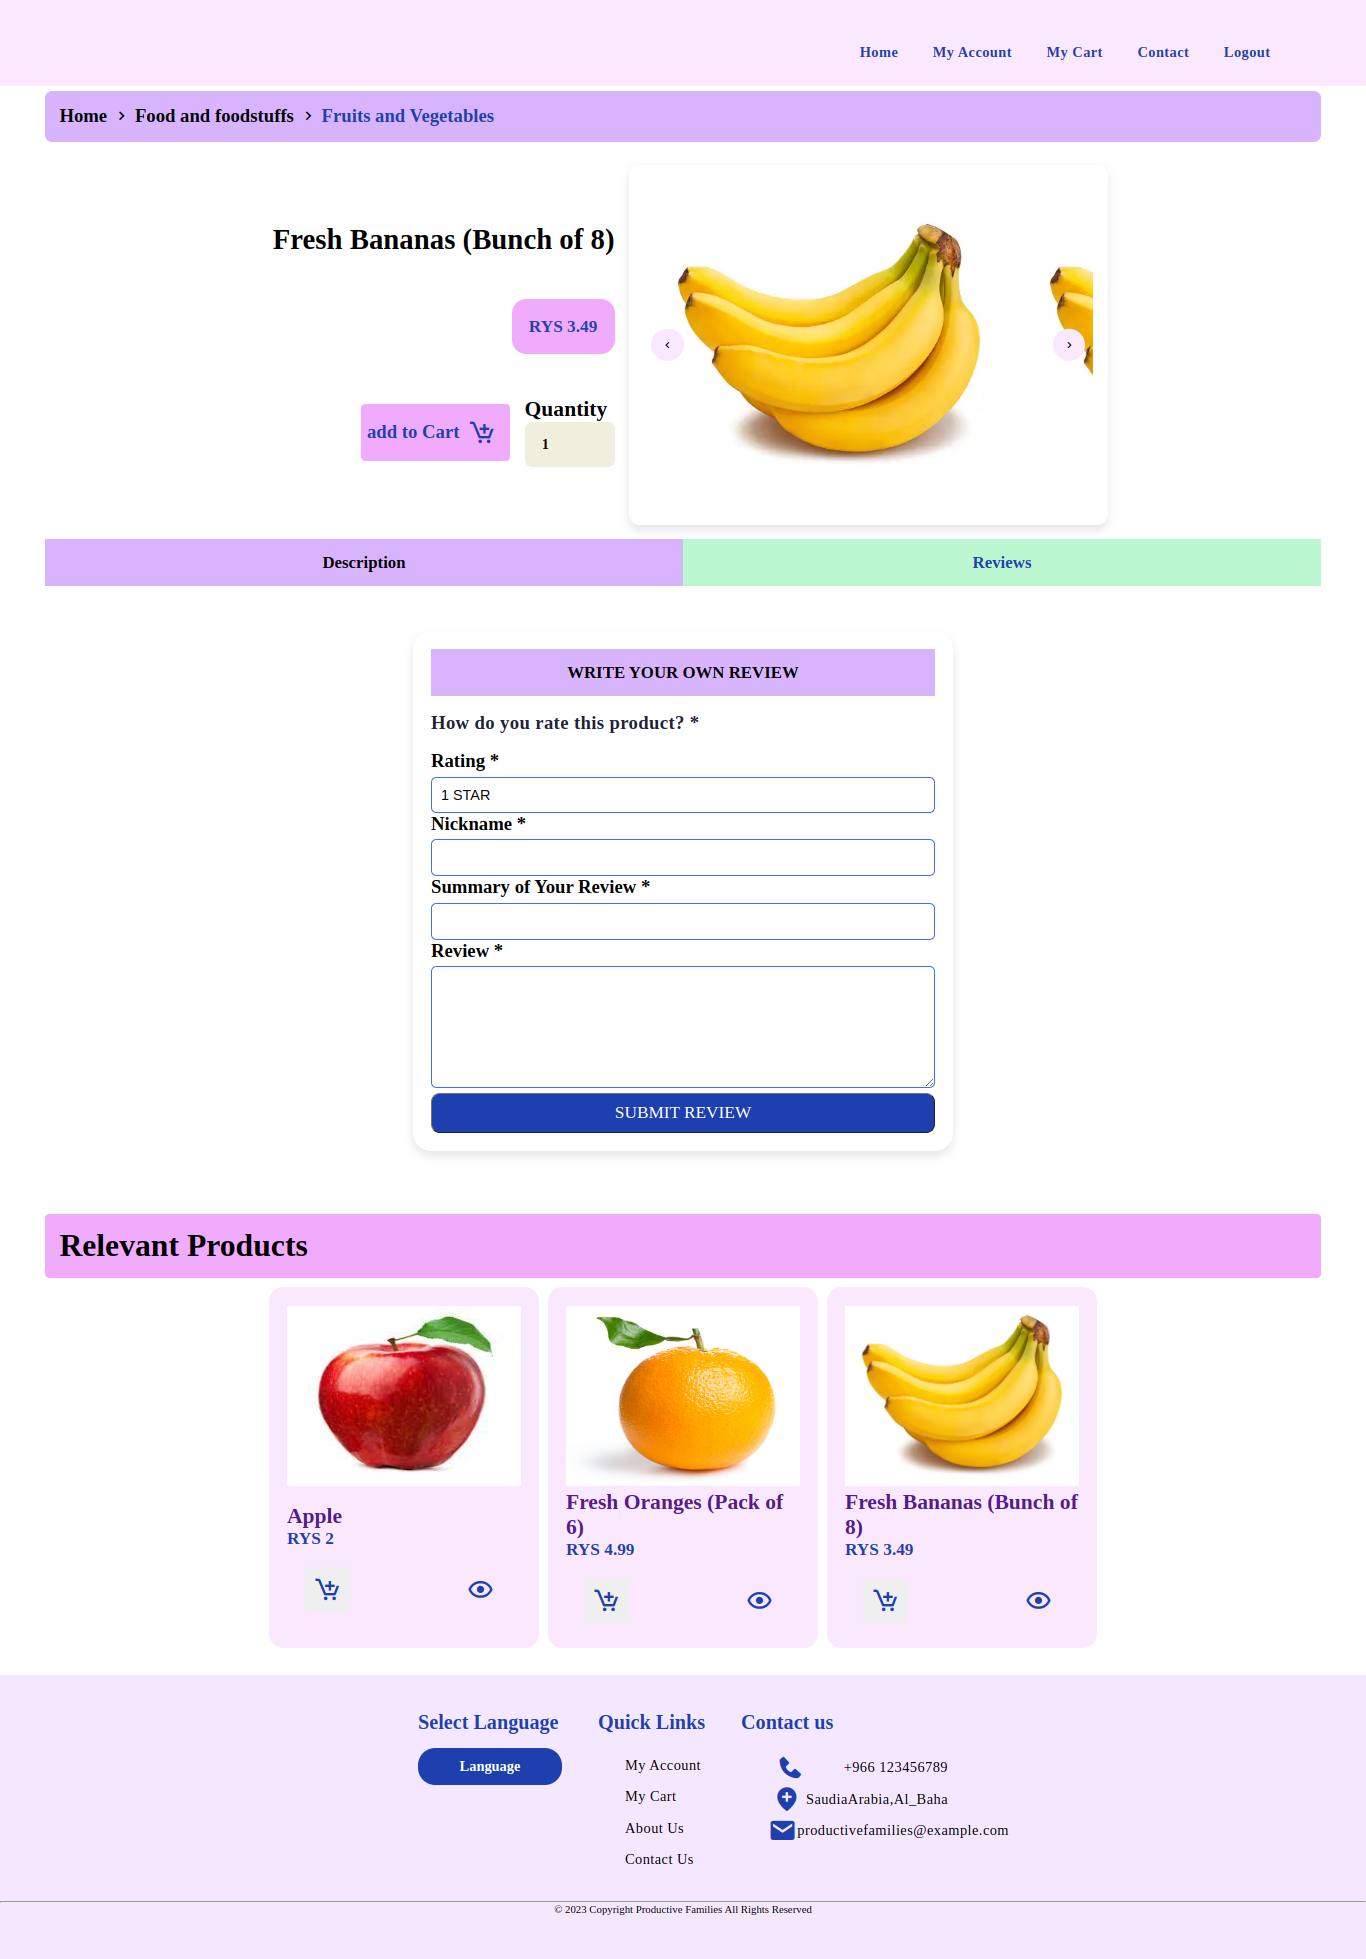 Home My Account My Cart Contact Logout
Home > Food and foodstuffs > Fruits and Vegetables
Fresh Bananas (Bunch of 8)
RYS 3.49
Quantity
add to Cart
1
Description Reviews
WRITE YOUR OWN REVIEW
How do you rate this product? *
Rating *
1 STAR
Nickname *
Summary of Your Review *
Review *
SUBMIT REVIEW
Relevant Products
Apple
RYS 2
Fresh Oranges (Pack of
6)
RYS 4.99
Fresh Bananas (Bunch of
8)
RYS 3.49
Select Language
Language
Quick Links
My Account
My Cart
About Us
Contact Us
Contact us
+966 123456789
SaudiaArabia,Al_Baha
productivefamilies@example.com
© 2023 Copyright Productive Families All Rights Reserved